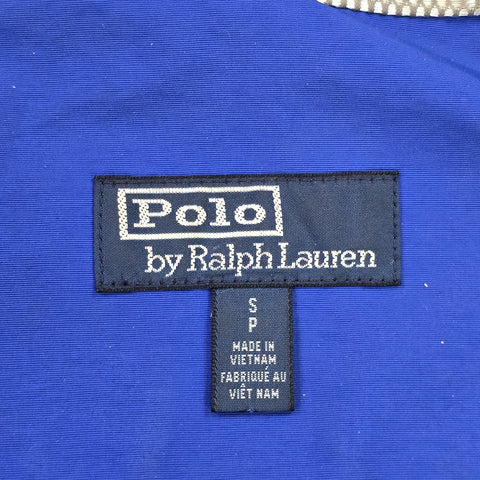 Polo
by Ralph Lauren
S
P
MADE IN
VIETNAM
FABRIQUÉ AU
VIÊT NAM